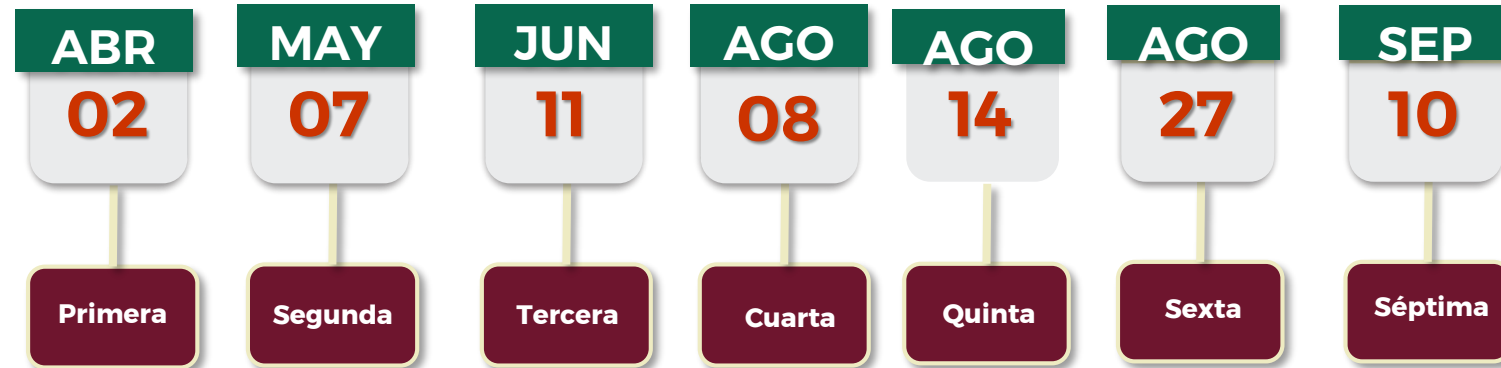 ABR MAY JUN AGO AGO AGO SEP
02 07 11 08 14 27 10
Primera Segunda Tercera Cuarta Quinta Sexta Séptima